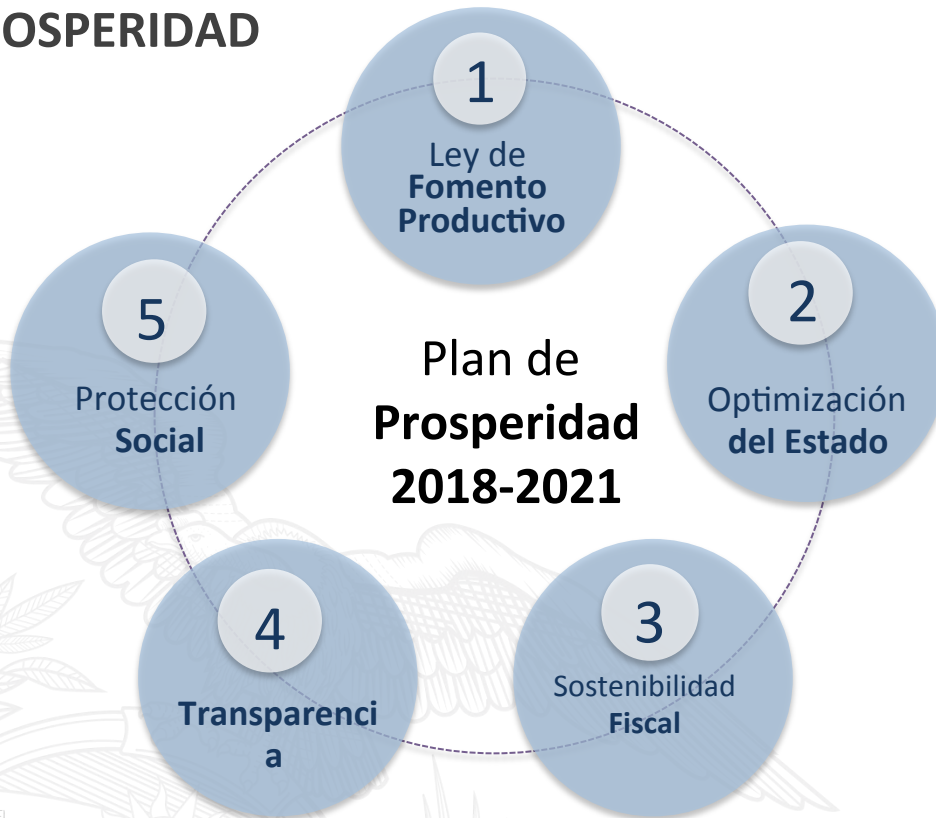 OSPERIDAD
1
Ley de
Fomento
Productivo
2
Optimización
del Estado
3
Sostenibilidad
Fiscal
4
Transparenci
a
5
Protección
Social
Plan de
Prosperidad
2018-2021